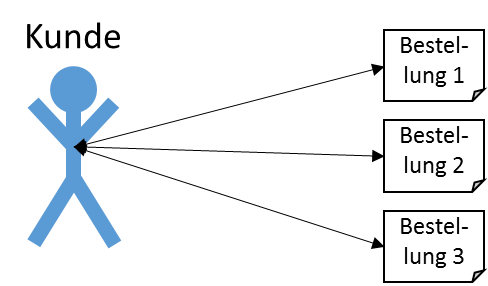 Kunde
Bestel-
lung 1
Bestel-
lung 2
Bestel-
lung 3